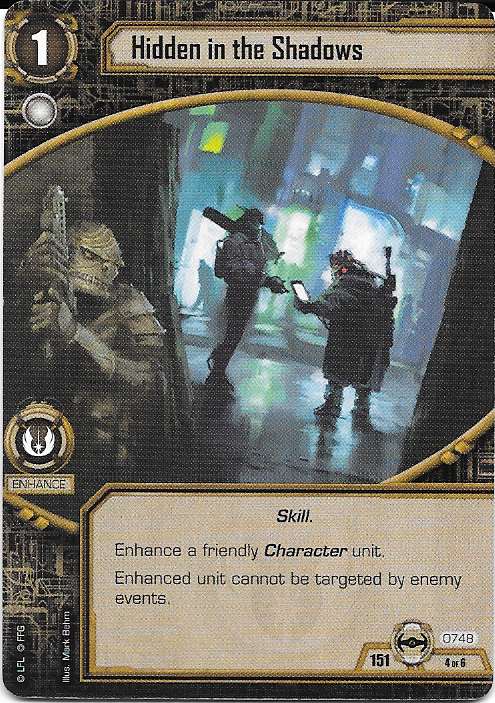 1
Hidden in the Shadows
ENHANCE
Skill.
Enhance a friendly Character unit.
Enhanced unit cannot be targeted by enemy
events.
© LFL © FFG
Illus. Mark Behm
151
0748
4 OF 6